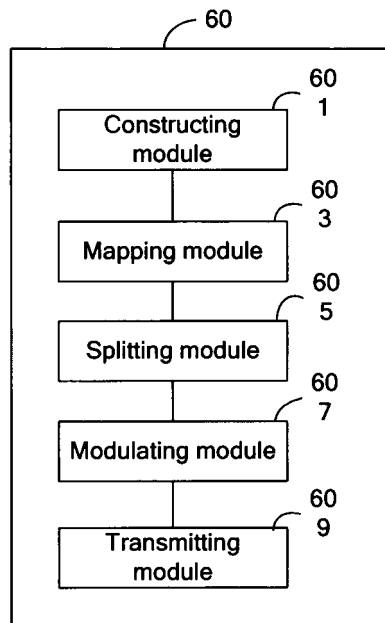 60
60
1
Constructing
module
60
3
Mapping module
60
5
Splitting module
60
7
Modulating module
60
9
Transmitting
module